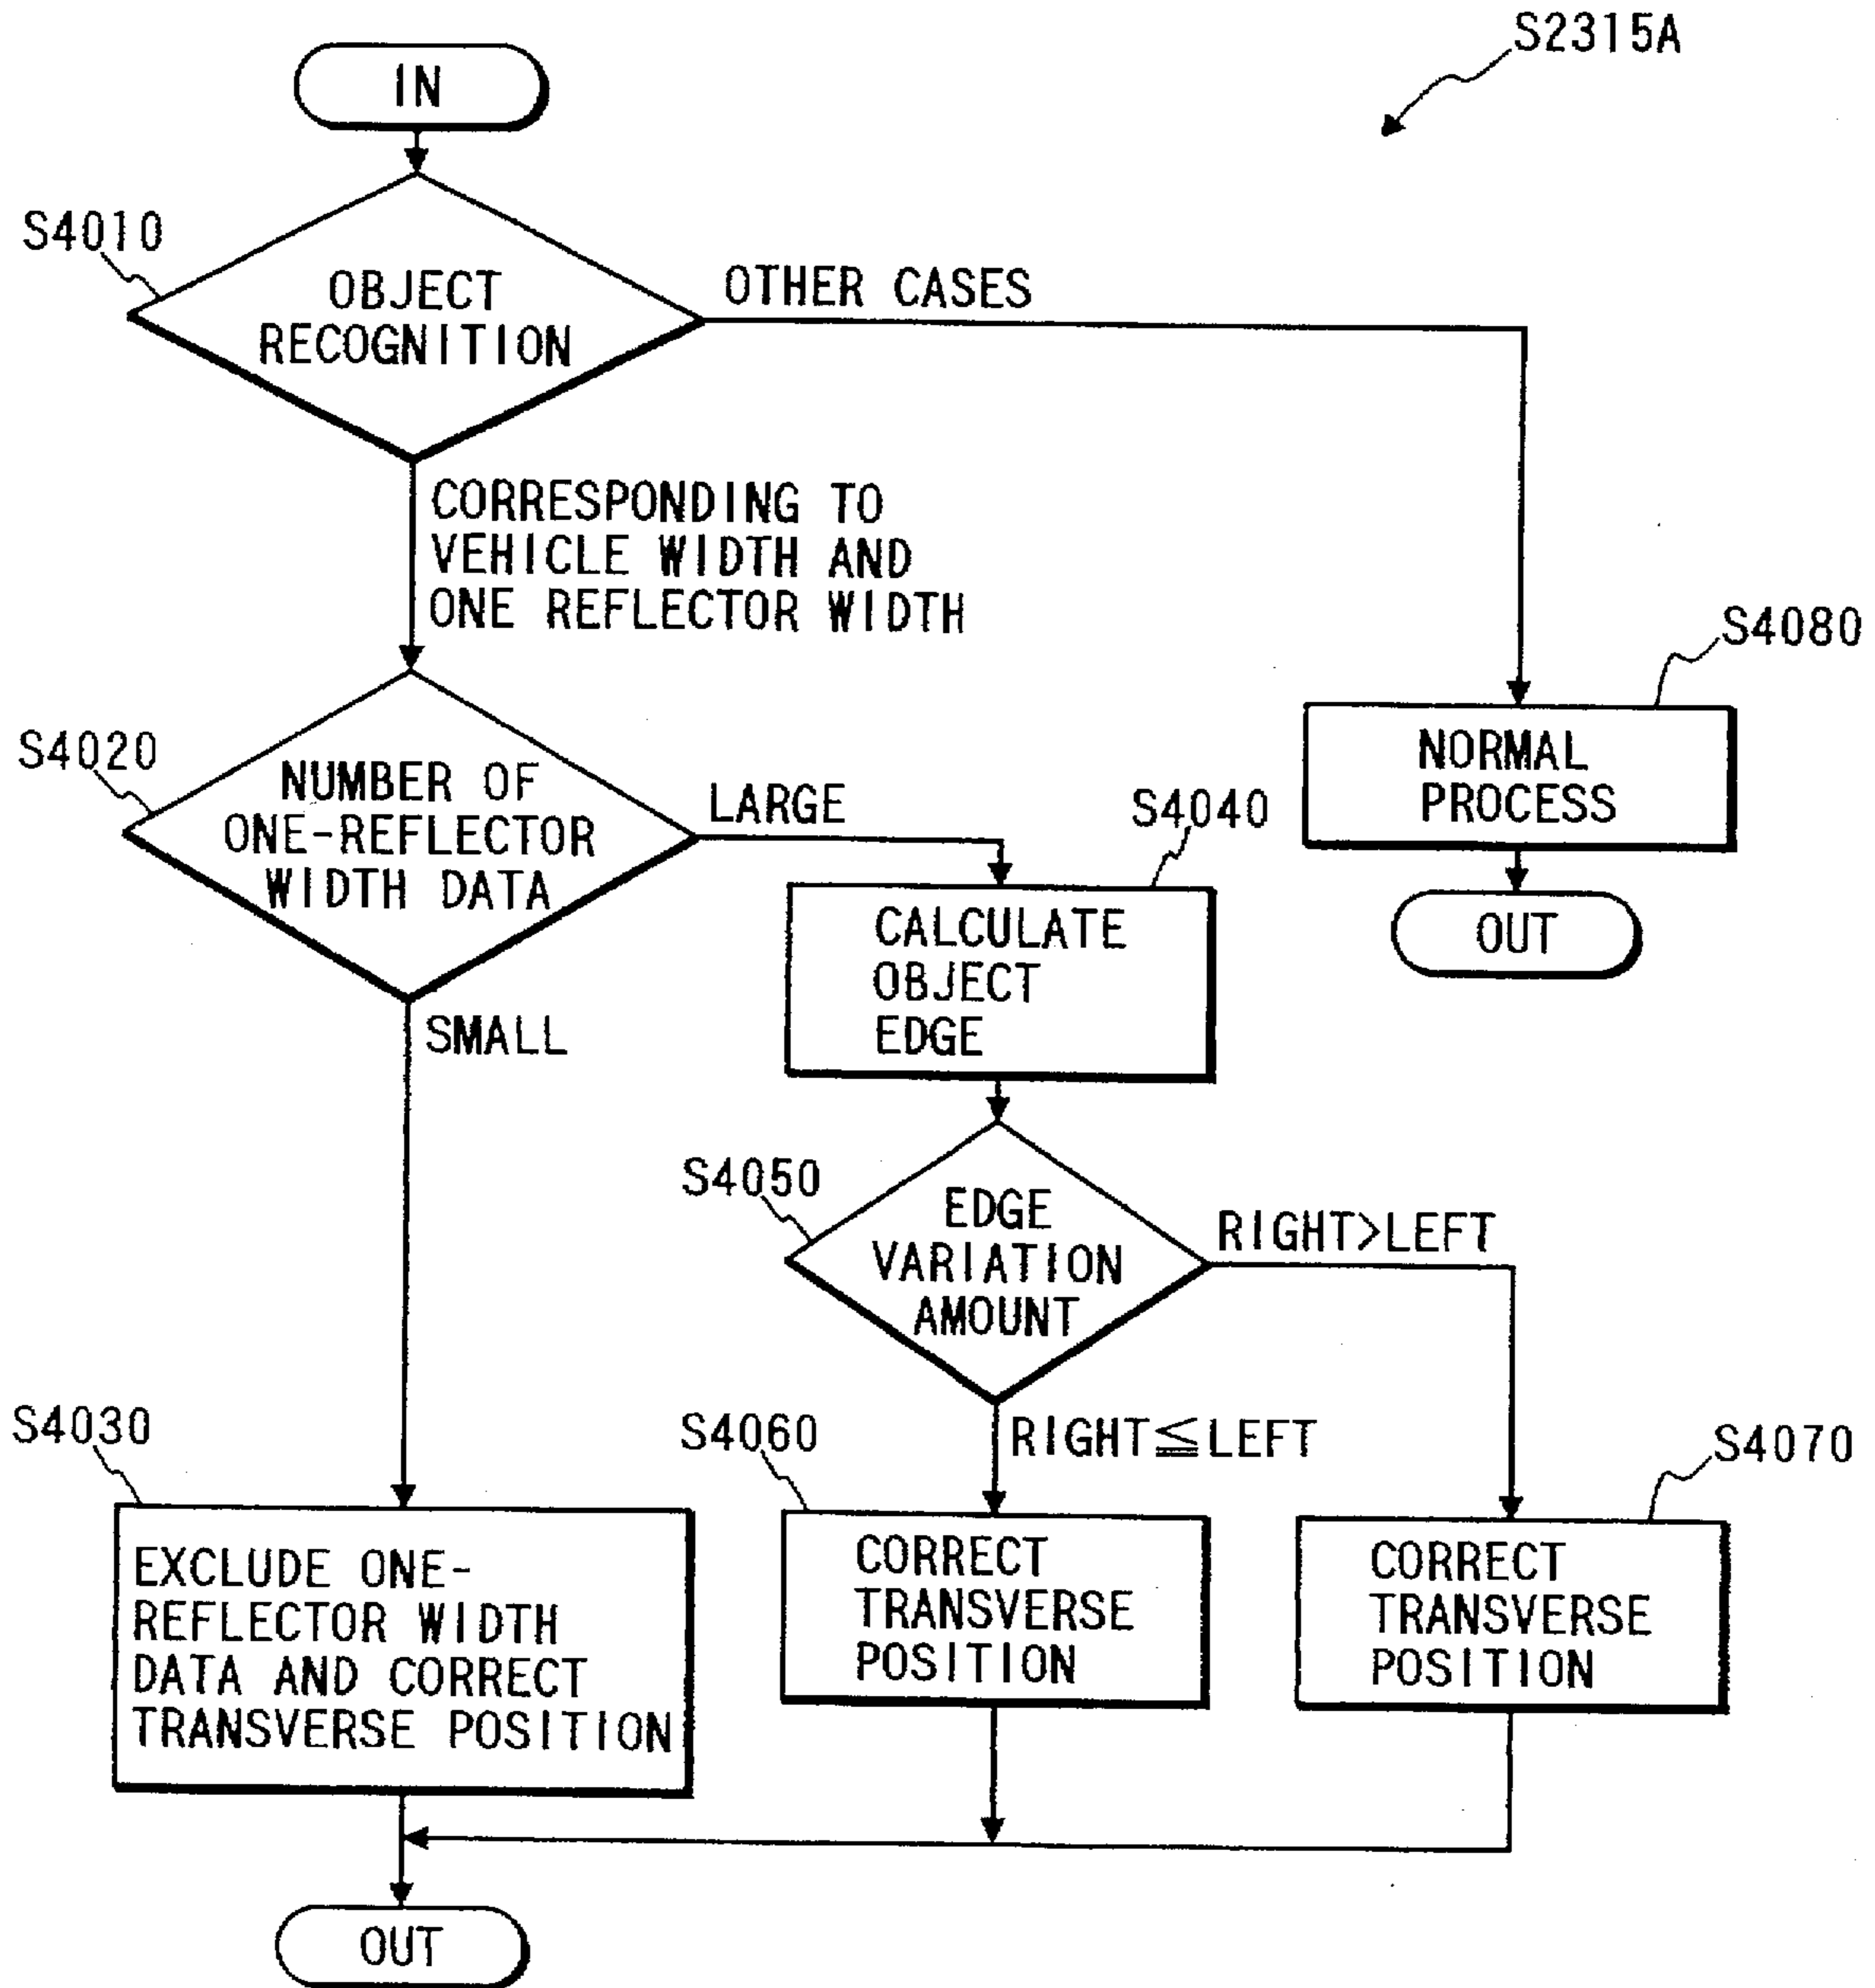 S2315A
IN
S4010
OBJECT
RECOGNITION
OTHER CASES
CORRESPONDING TO
VEHICLE WIDTH AND
ONE REFLECTOR WIDTH
S4080
NORMAL
PROCESS
OUT
S4020
NUMBER OF
ONE-REFLECTOR
WIDTH DATA
LARGE
SMALL
S4040
CALCULATE
OBJECT
EDGE
S4050
EDGE
VARIATION
AMOUNT
RIGHT>LEFT
RIGHT≦LEFT
S4030
EXCLUDE ONE-
REFLECTOR WIDTH
DATA AND CORRECT
TRANSVERSE POSITION
S4060
CORRECT
TRANSVERSE
POSITION
S4070
CORRECT
TRANSVERSE
POSITION
OUT